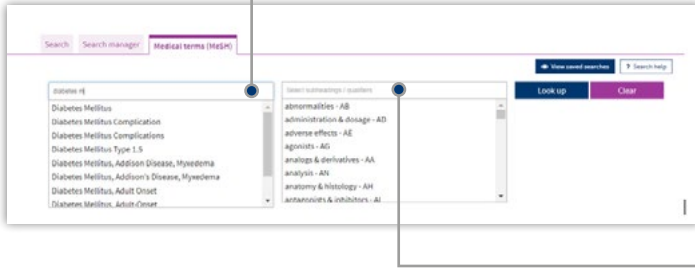 Search Search manager Medical terms (MeSH)
View saved searches ? Search help
diabetes m Select subheadings / qualifiers Look up Clear
Diabetes Mellitus
Diabetes Mellitus Complication
Diabetes Mellitus Complications
Diabetes Mellitus Type 1.5
Diabetes Mellitus, Addison Disease, Myxedema
Diabetes Mellitus, Addison's Disease, Myxedema
Diabetes Mellitus, Adult Onset
Diabetes Mellitus, Adult-Onset
abnormalities - AB
administration & dosage - AD
adverse effects - AE
agonists - AG
analogs & derivatives - AA
analysis - AN
anatomy & histology - AH
antagonists & inhibitors - AI